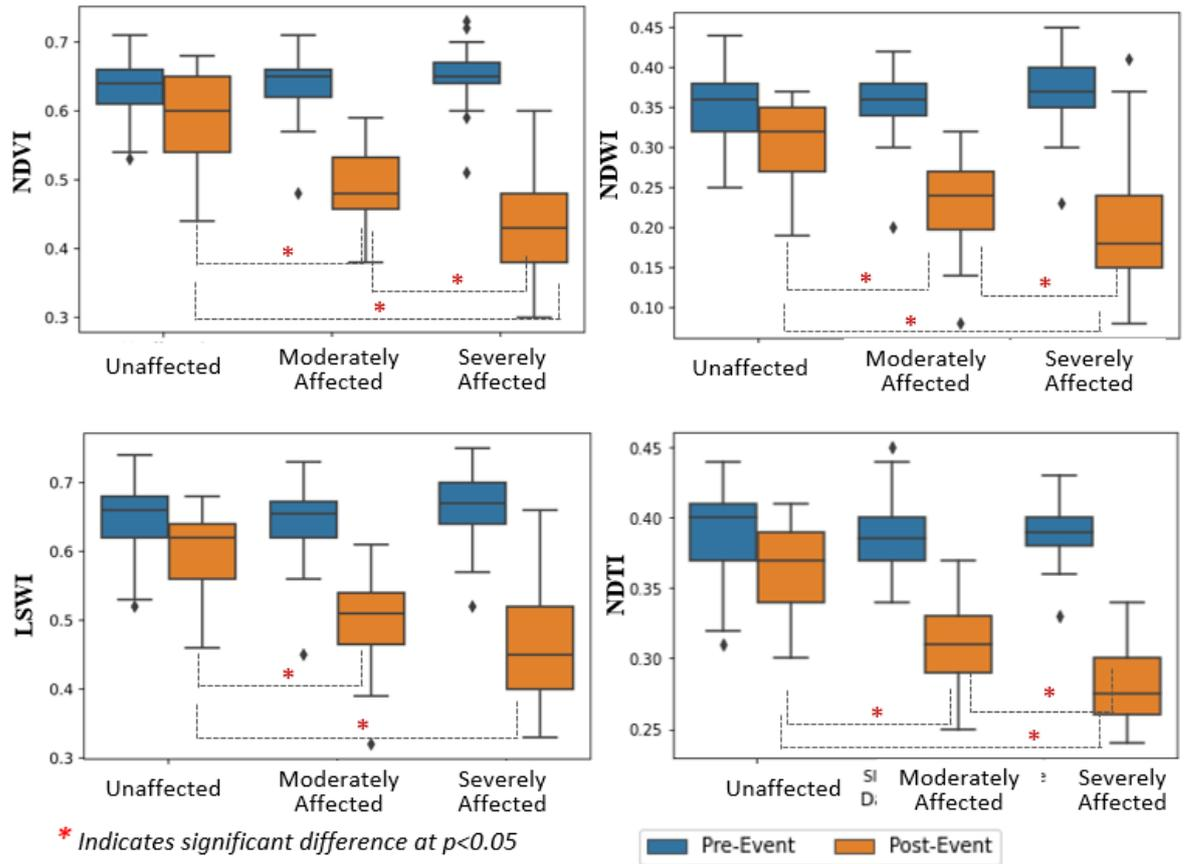 NDVI
0.7
0.6
0.5
0.4
0.3
*
*
*
Unaffected
Moderately
Affected
Severely
Affected
NDWI
0.45
0.40
0.35
0.30
0.25
0.20
0.15
0.10
*
*
*
Unaffected
Moderately
Affected
Severely
Affected
LSWI
0.7
0.6
0.5
0.4
0.3
*
*
Unaffected
Moderately
Affected
Severely
Affected
NDTI
0.45
0.40
0.35
0.30
0.25
*
*
*
Unaffected
Moderately
Affected
Severely
Affected
* Indicates significant difference at p<0.05
Pre-Event Post-Event